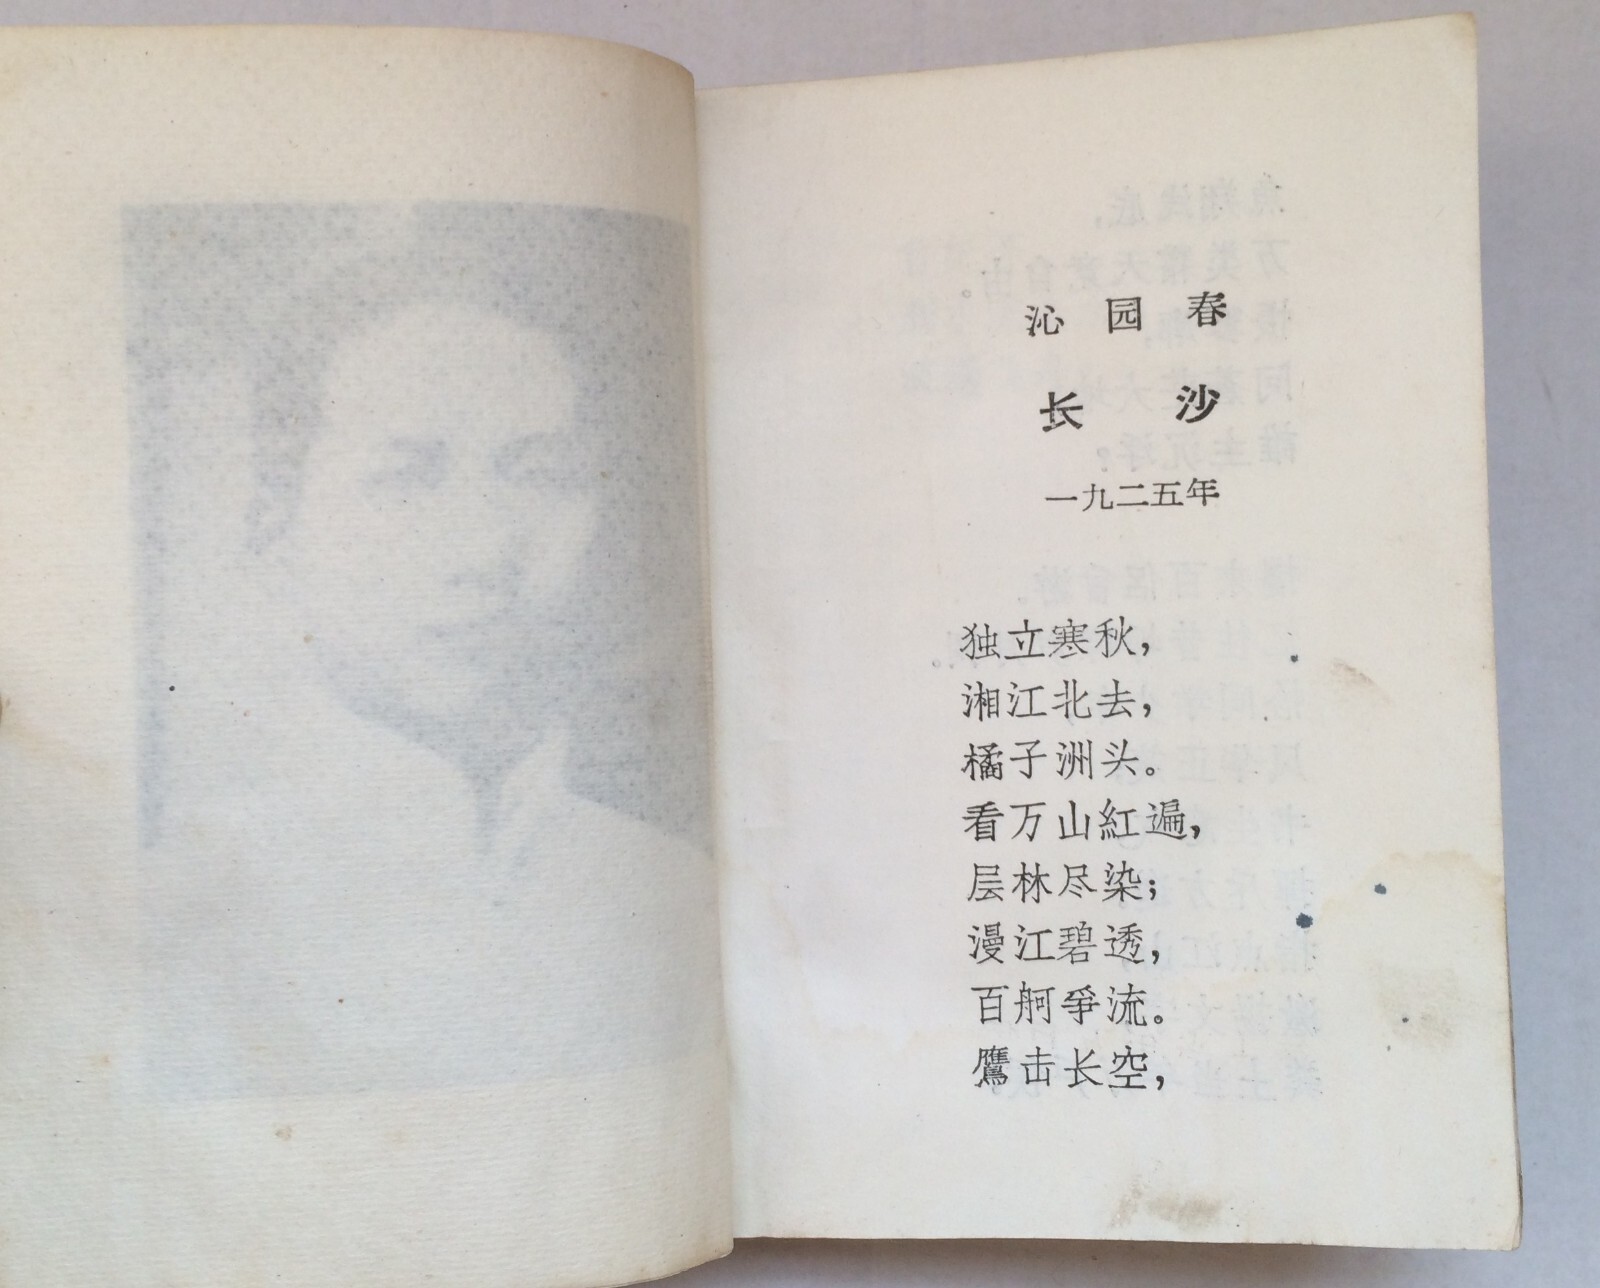 沁园春
长沙
一九二五年
独立寒秋，
湘江北去，
橘子洲头。
看万山紅遍，
层林尽染；
漫江碧透，
百舸爭流。
鷹击长空，